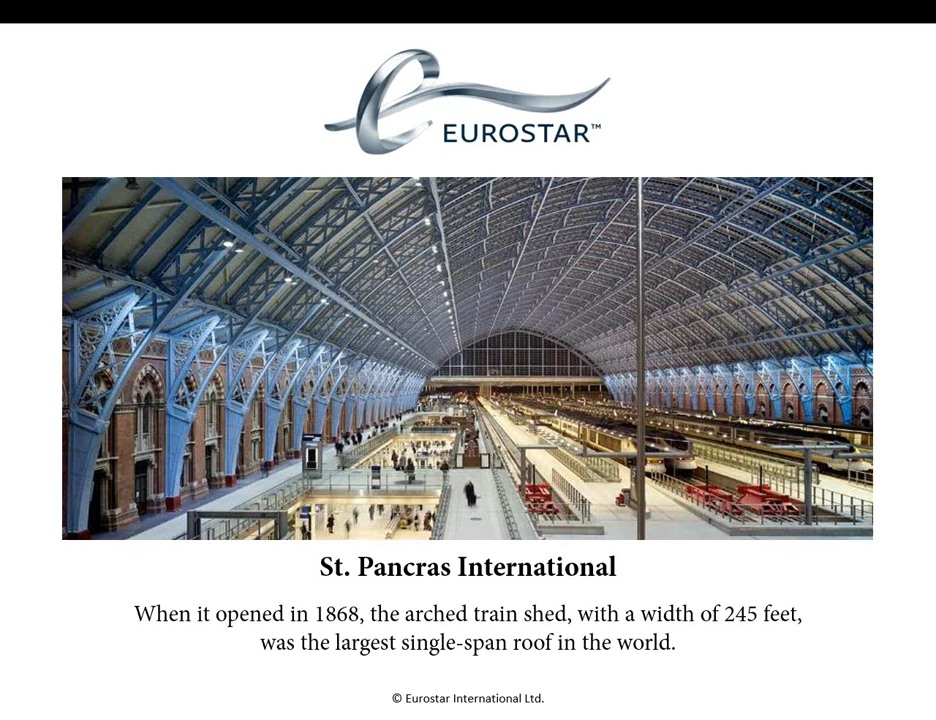 EUROSTAR™
St. Pancras International
When it opened in 1868, the arched train shed, with a width of 245 feet,
was the largest single-span roof in the world.
© Eurostar International Ltd.